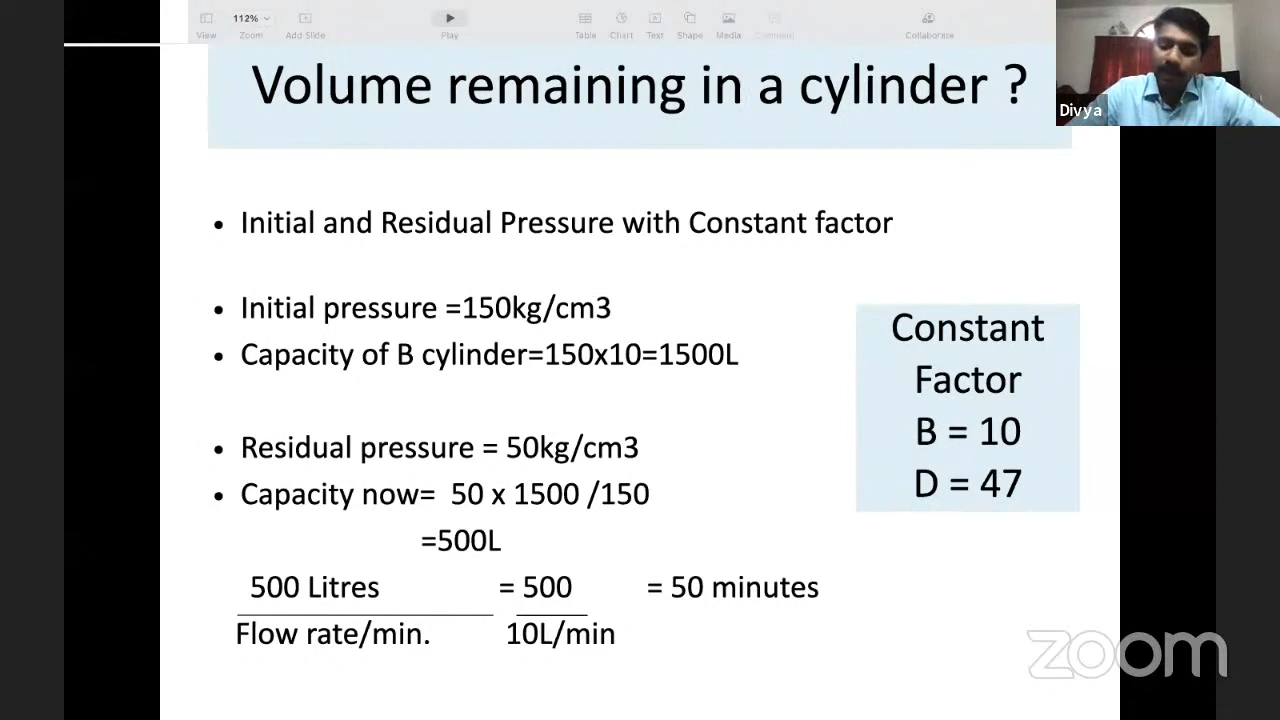 112%
View
Zoom
Add Slide
Play
Table
Chart
Text
Shape
Media
Comment
Collaborate
Volume remaining in a cylinder ?
Divya
• Initial and Residual Pressure with Constant factor
• Initial pressure =150kg/cm3
• Capacity of B cylinder=150x10=1500L
Constant
Factor
B = 10
D = 47
• Residual pressure = 50kg/cm3
• Capacity now= 50 x 1500 /150
=500L
500 Litres = 500 = 50 minutes
Flow rate/min. 10L/min
zoom